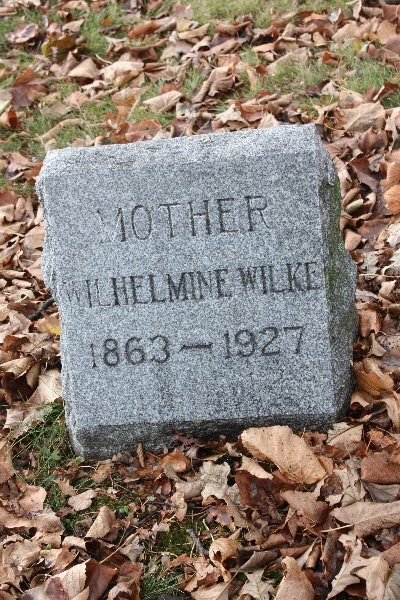 MOTHER
WILHELMINE WILKE
1863 – 1927